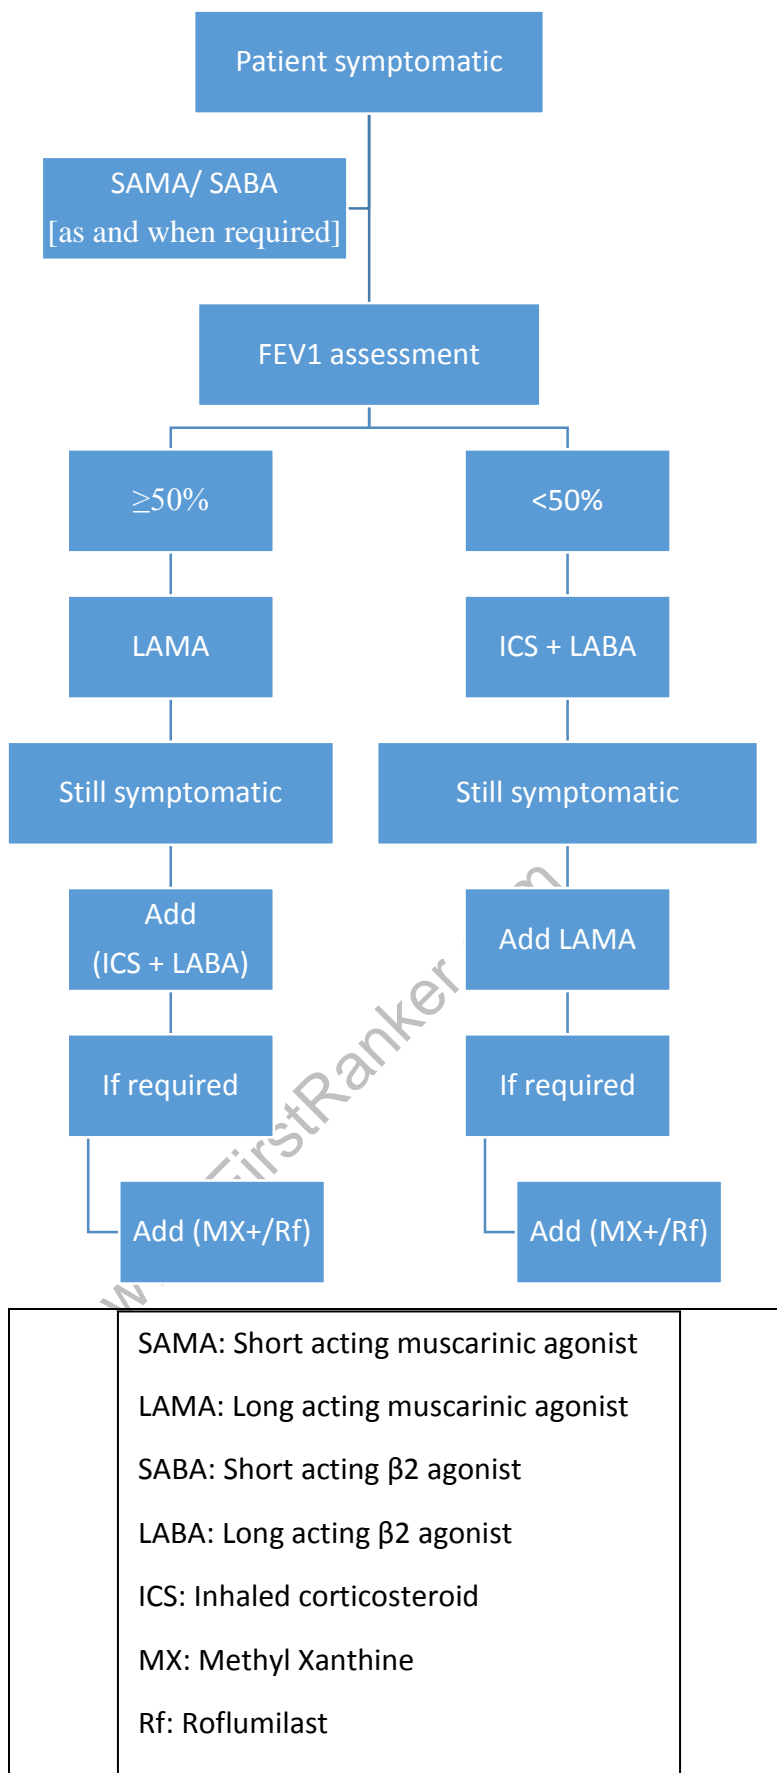 Patient symptomatic
SAMA/ SABA
[as and when required]
FEV1 assessment
≥50%
<50%
LAMA
ICS + LABA
Still symptomatic
Still symptomatic
Add
(ICS + LABA)
Add LAMA
If required
If required
Add (MX+/Rf)
Add (MX+/Rf)
SAMA: Short acting muscarinic agonist
LAMA: Long acting muscarinic agonist
SABA: Short acting β2 agonist
LABA: Long acting β2 agonist
ICS: Inhaled corticosteroid
MX: Methyl Xanthine
Rf: Roflumilast